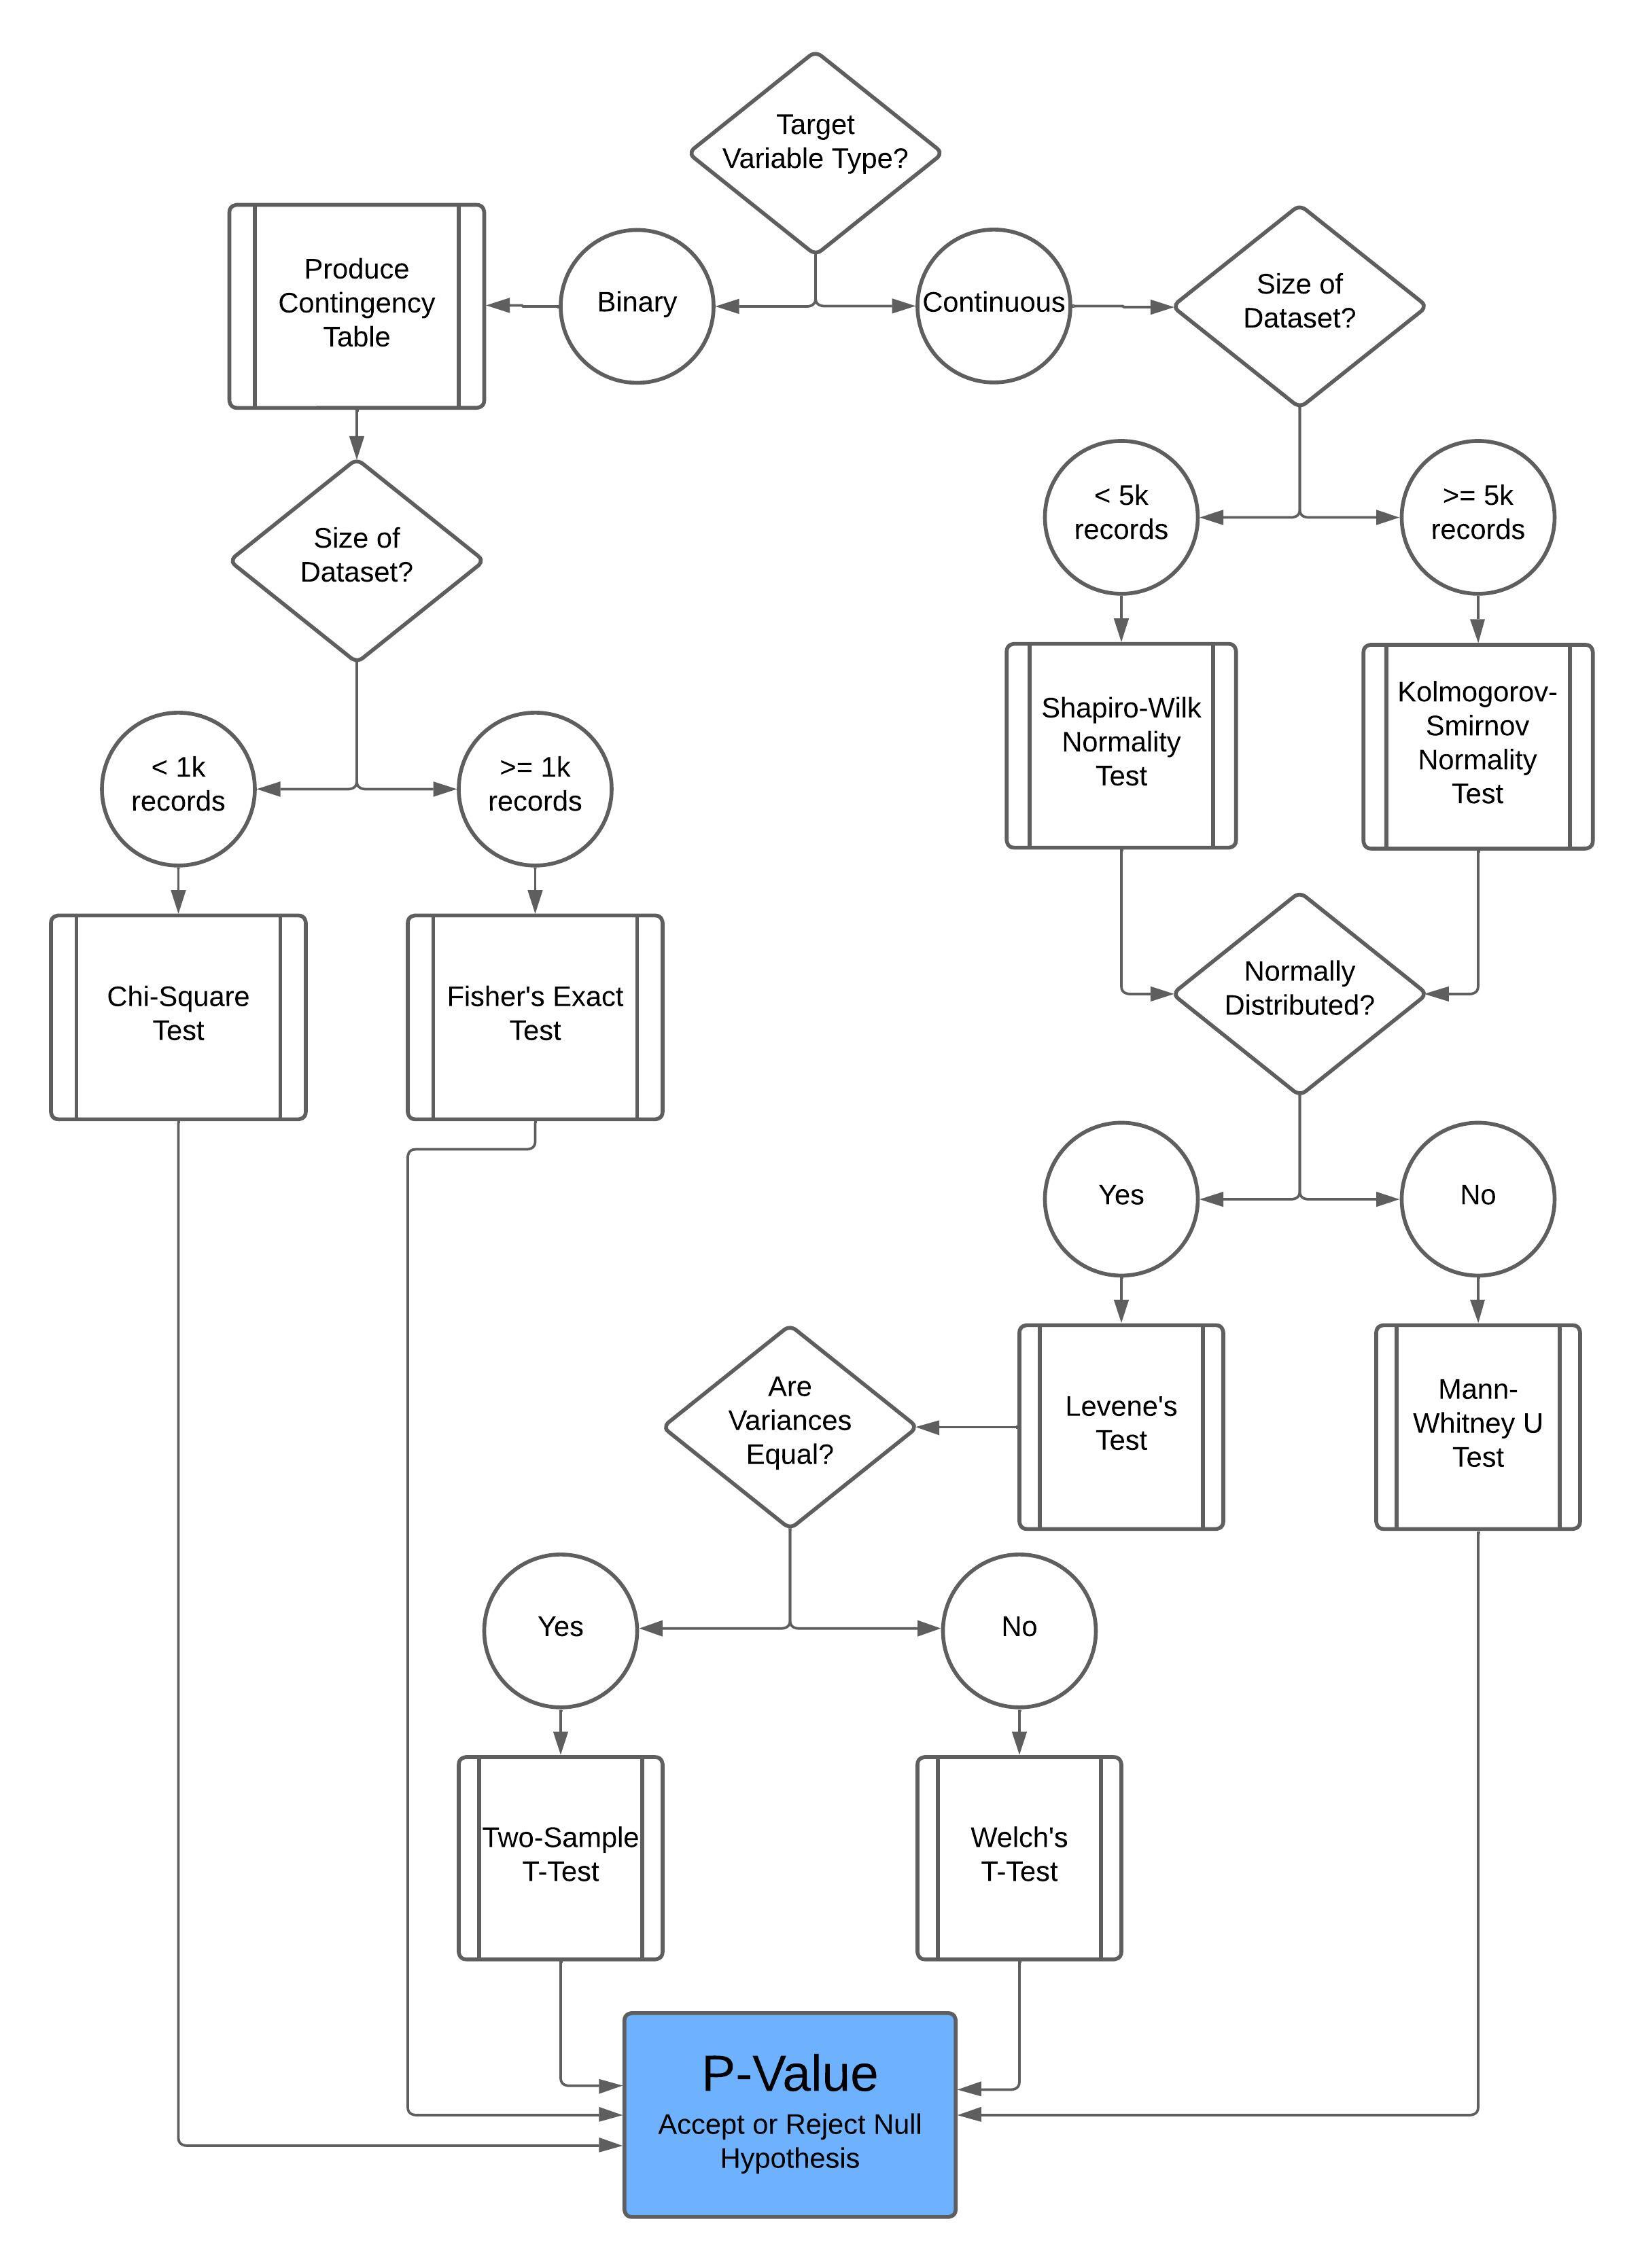 Target
Variable Type?
Produce
Contingency
Table
Binary
Continuous
Size of
Dataset?
< 5k
records
>= 5k
records
Size of
Dataset?
Shapiro-Wilk
Normality
Test
Kolmogorov-
Smirnov
Normality
Test
< 1k
records
>= 1k
records
Chi-Square
Test
Fisher's Exact
Test
Normally
Distributed?
Yes
No
Are
Variances
Equal?
Levene's
Test
Mann-
Whitney U
Test
Yes
No
Two-Sample
T-Test
Welch's
T-Test
P-Value
Accept or Reject Null
Hypothesis